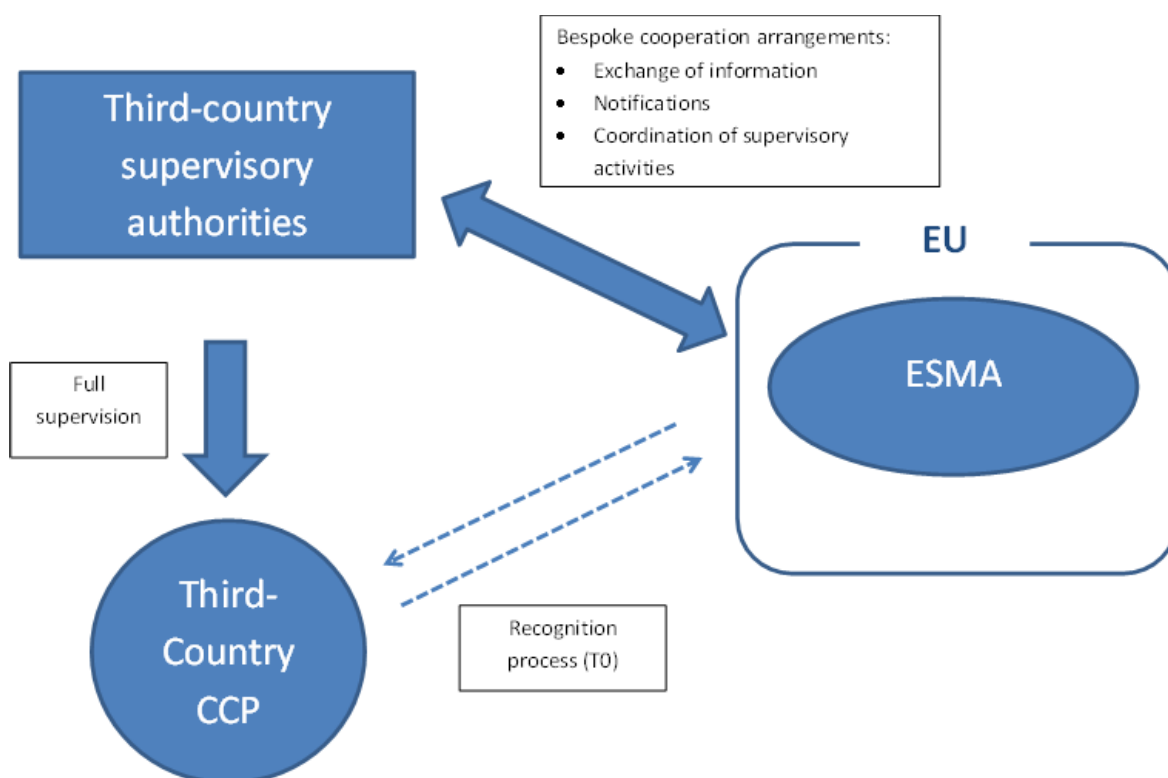 Bespoke cooperation arrangements:
• Exchange of information
• Notifications
• Coordination of supervisory
activities
Third-country
supervisory
authorities
EU
ESMA
Full
supervision
Third-
Country
CCP
Recognition
process (T0)